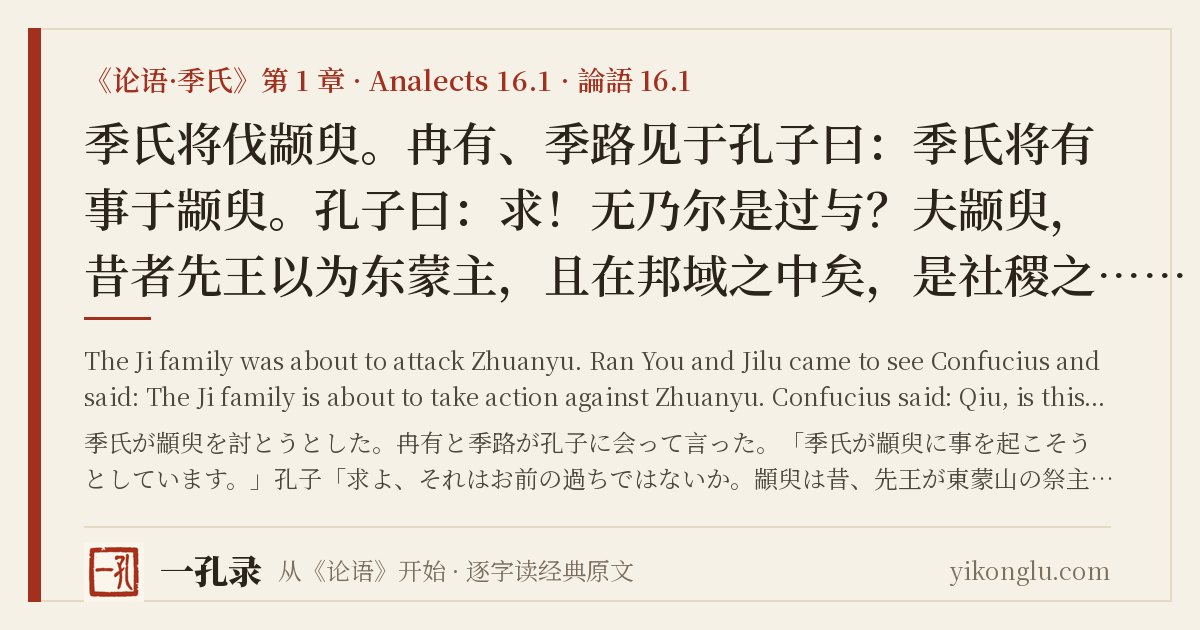 《论语·季氏》第 1 章 · Analects 16.1 · 論語 16.1
季氏将伐颛臾。冉有、季路见于孔子曰：季氏将有
事于颛臾。孔子曰：求！无乃尔是过与？夫颛臾，
昔者先王以为东蒙主，且在邦域之中矣，是社稷之……
The Ji family was about to attack Zhuanyu. Ran You and Jilu came to see Confucius and
said: The Ji family is about to take action against Zhuanyu. Confucius said: Qiu, is this...
季氏が顓臾を討とうとした。冉有と季路が孔子に会って言った。「季氏が顓臾に事を起こそう
としています。」孔子「求よ、それはお前の過ちではないか。顓臾は昔、先王が東蒙山の祭主…
一孔
一孔录 从《论语》开始 · 逐字读经典原文 yikonglu.com